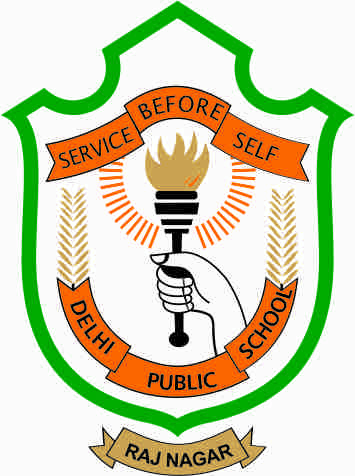 SERVICE BEFORE SELF
DELHI PUBLIC SCHOOL
RAJ NAGAR